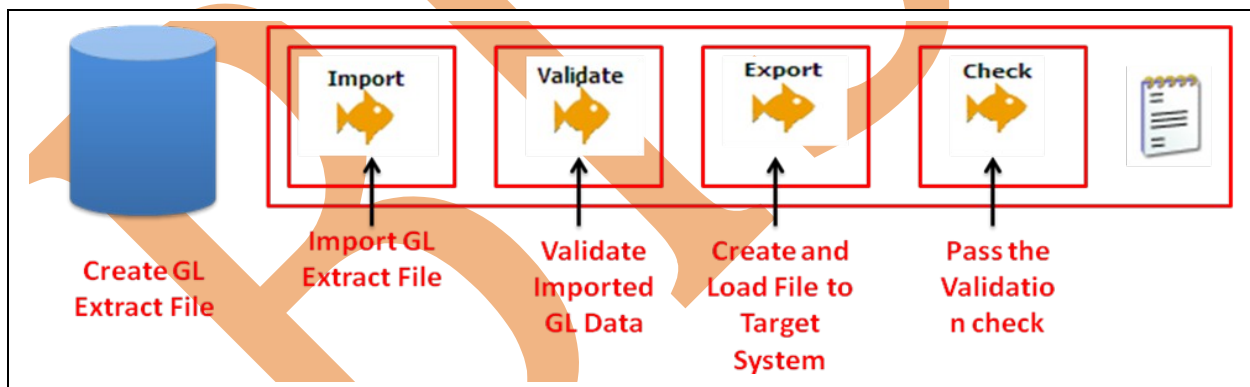 Import
Validate
Export
Check
Create GL
Extract File
Import GL
Extract File
Validate
Imported
GL Data
Create and
Load File to
Target
System
Pass the
Validatio
n check